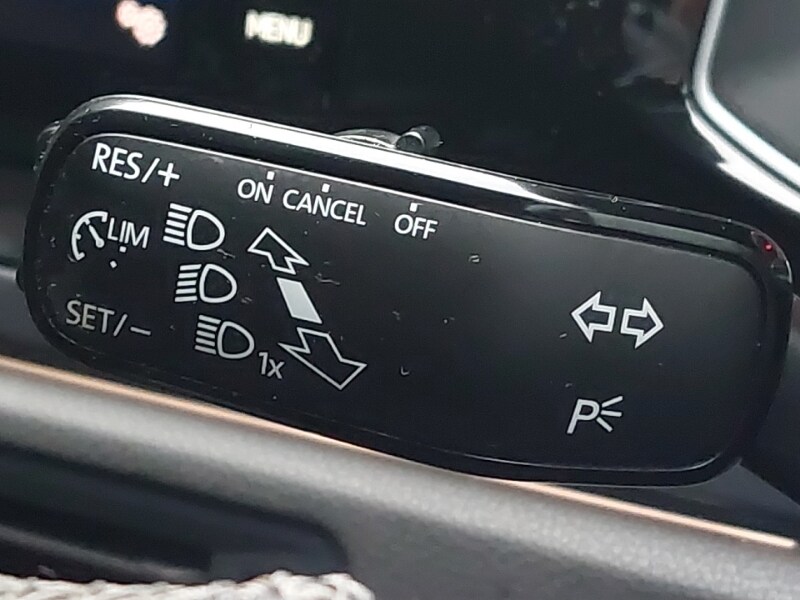 MENU
RES/+
ON CANCEL OFF
LIM
SET/−
1x
P